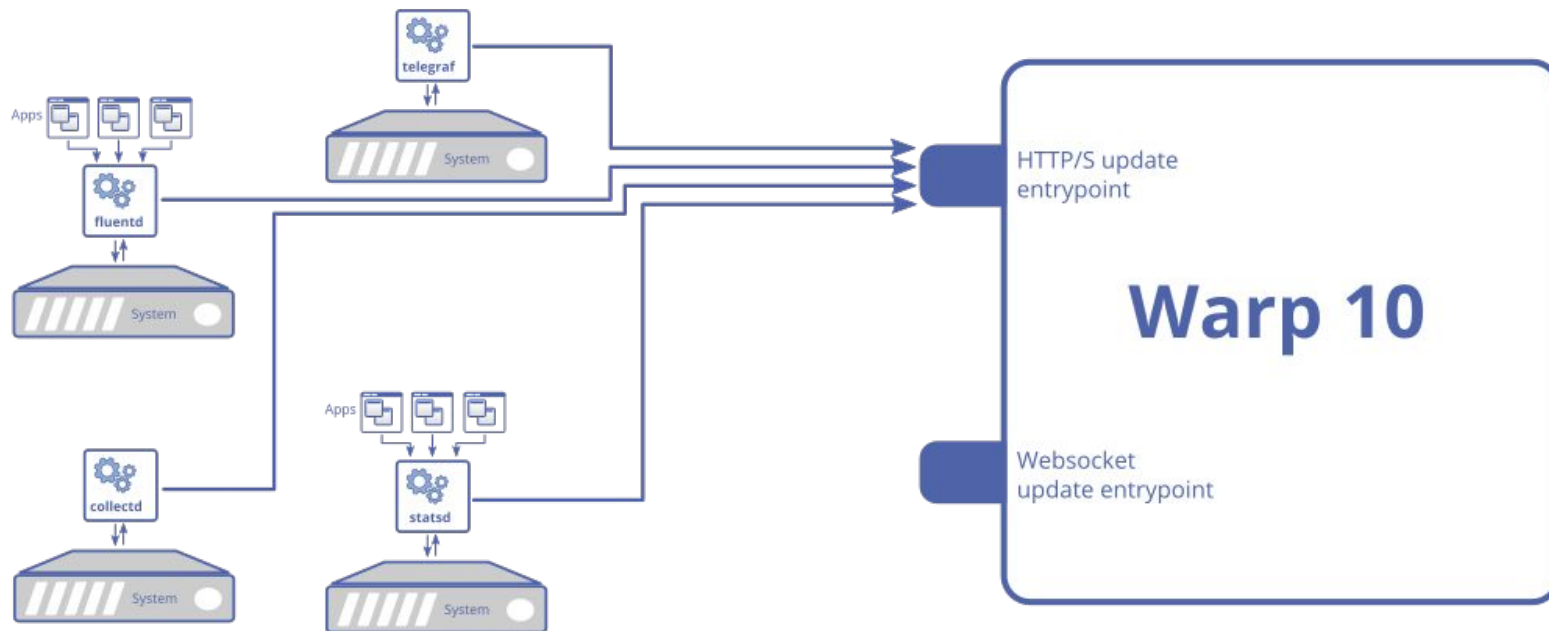 telegraf
System
Apps
fluentd
System
HTTP/S update
entrypoint
Warp 10
Apps
collectd
statsd
System
System
Websocket
update entrypoint